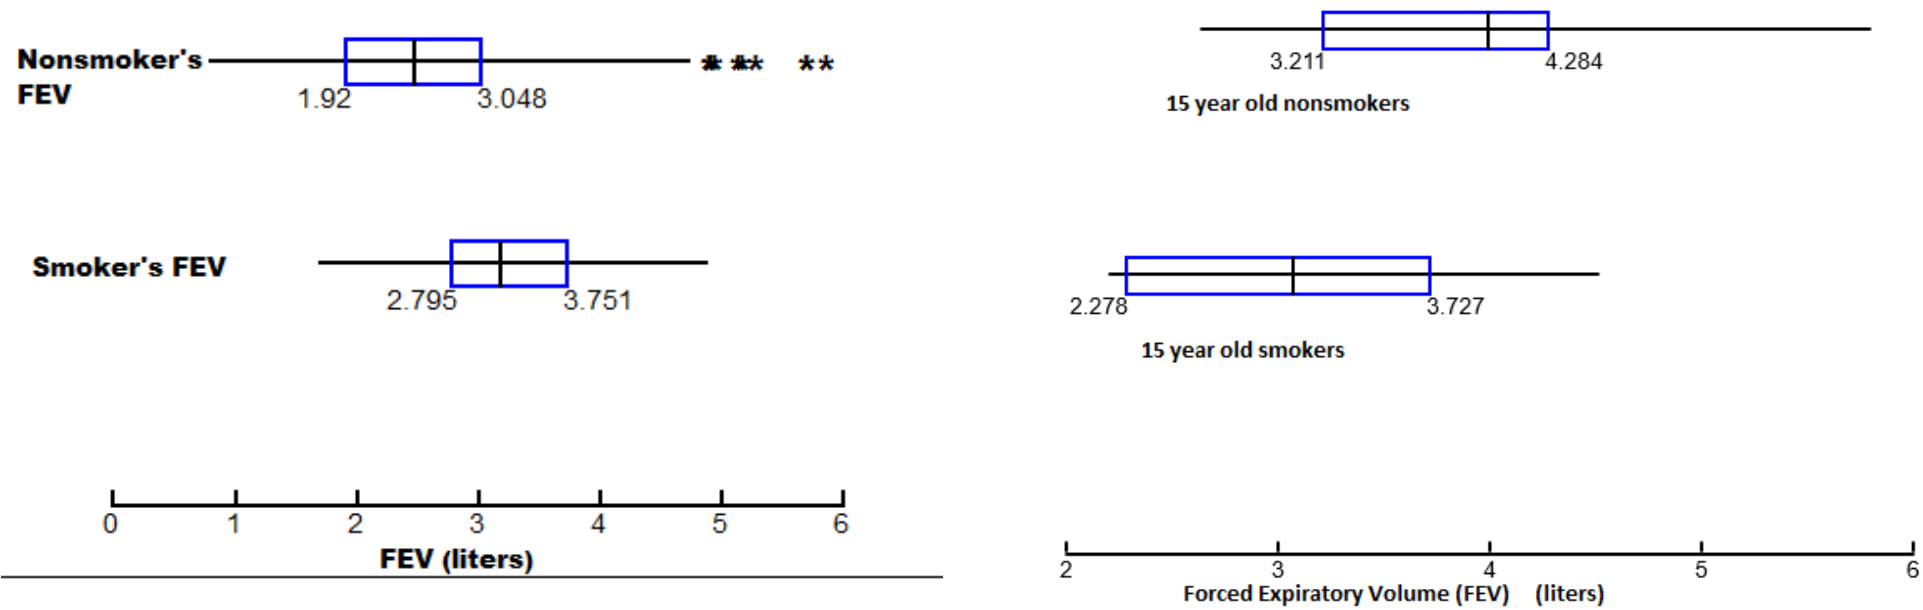 Nonsmoker's
FEV
1.92 3.048
Smoker's FEV
2.795 3.751
0 1 2 3 4 5 6
FEV (liters)
3.211 4.284
15 year old nonsmokers
2.278 3.727
15 year old smokers
2 3 4 5 6
Forced Expiratory Volume (FEV) (liters)